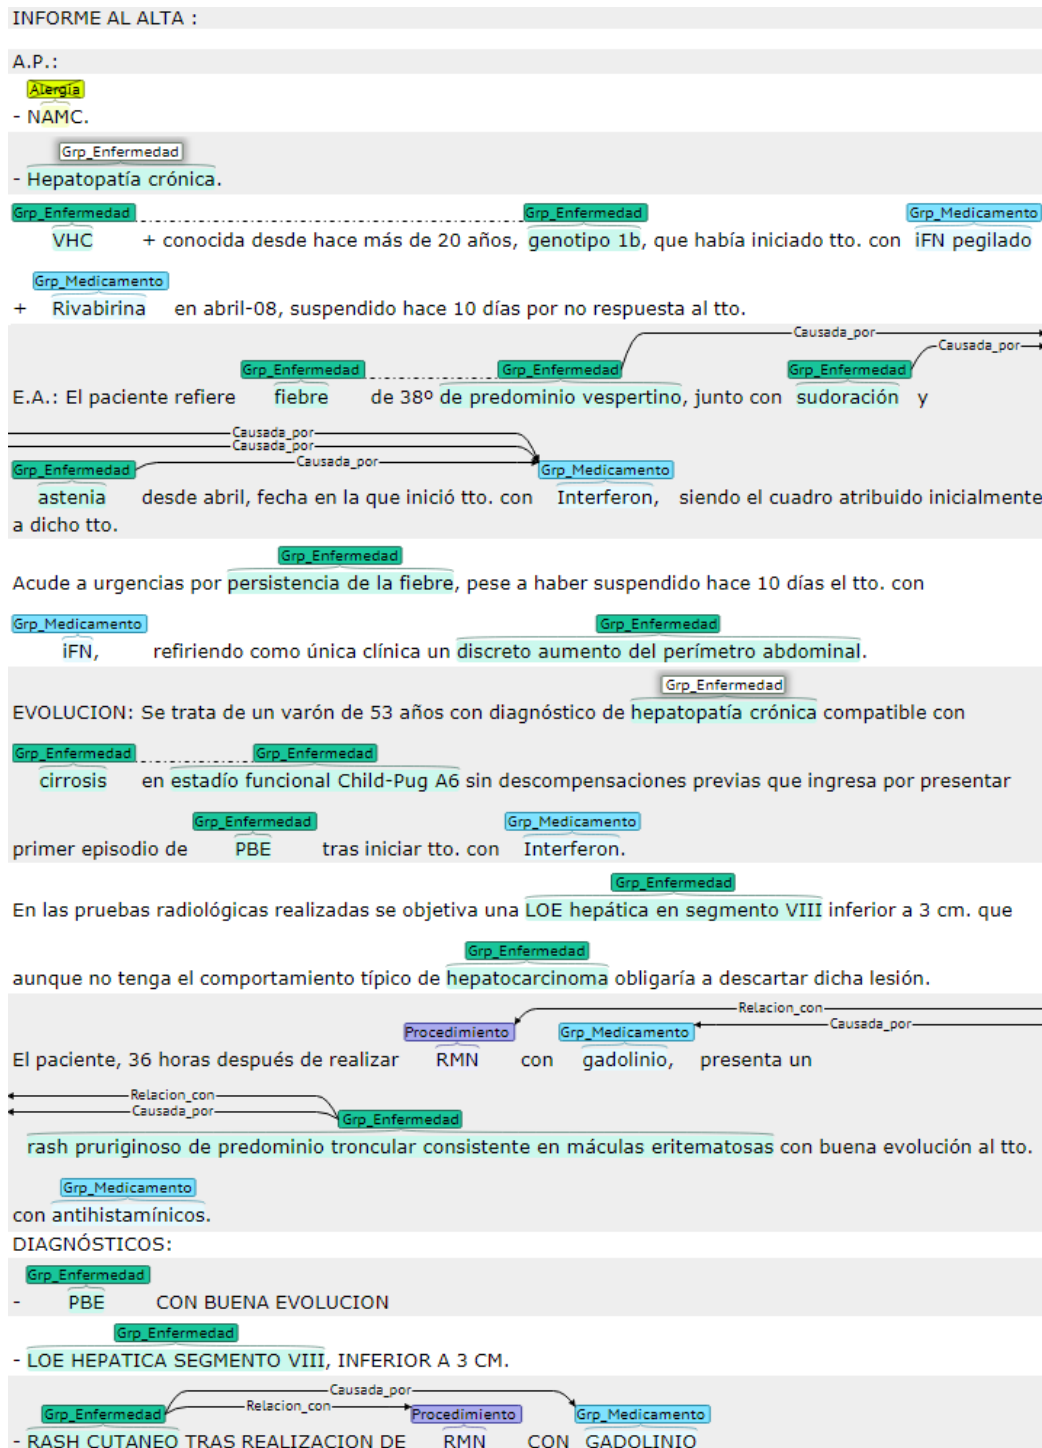 INFORME AL ALTA :
A.P.:
Alergia
- NAMC.
Grp_Enfermedad
- Hepatopatía crónica.
Grp_Enfermedad Grp_Enfermedad Grp_Medicamento
VHC + conocida desde hace más de 20 años, genotipo 1b, que había iniciado tto. con iFN pegilado
Grp_Medicamento
+ Rivabirina en abril-08, suspendido hace 10 días por no respuesta al tto.
Causada_por
Causada_por
Grp_Enfermedad Grp_Enfermedad Grp_Enfermedad
E.A.: El paciente refiere fiebre de 38º de predominio vespertino, junto con sudoración y
Causada_por
Causada_por
Causada_por
Grp_Enfermedad Grp_Medicamento
astenia desde abril, fecha en la que inició tto. con Interferon, siendo el cuadro atribuido inicialmente
a dicho tto.
Grp_Enfermedad
Acude a urgencias por persistencia de la fiebre, pese a haber suspendido hace 10 días el tto. con
Grp_Medicamento Grp_Enfermedad
iFN, refiriendo como única clínica un discreto aumento del perímetro abdominal.
Grp_Enfermedad
EVOLUCION: Se trata de un varón de 53 años con diagnóstico de hepatopatía crónica compatible con
Grp_Enfermedad Grp_Enfermedad
cirrosis en estadío funcional Child-Pug A6 sin descompensaciones previas que ingresa por presentar
Grp_Enfermedad Grp_Medicamento
primer episodio de PBE tras iniciar tto. con Interferon.
Grp_Enfermedad
En las pruebas radiológicas realizadas se objetiva una LOE hepática en segmento VIII inferior a 3 cm. que
Grp_Enfermedad
aunque no tenga el comportamiento típico de hepatocarcinoma obligaría a descartar dicha lesión.
Relacion_con
Causada_por
Procedimiento Grp_Medicamento
El paciente, 36 horas después de realizar RMN con gadolinio, presenta un
Relacion_con
Causada_por
Grp_Enfermedad
rash pruriginoso de predominio troncular consistente en máculas eritematosas con buena evolución al tto.
Grp_Medicamento
con antihistamínicos.
DIAGNÓSTICOS:
Grp_Enfermedad
- PBE CON BUENA EVOLUCION
Grp_Enfermedad
- LOE HEPATICA SEGMENTO VIII, INFERIOR A 3 CM.
Causada_por
Relacion_con
Grp_Enfermedad Procedimiento Grp_Medicamento
- RASH CUTANEO TRAS REALIZACION DE RMN CON GADOLINIO